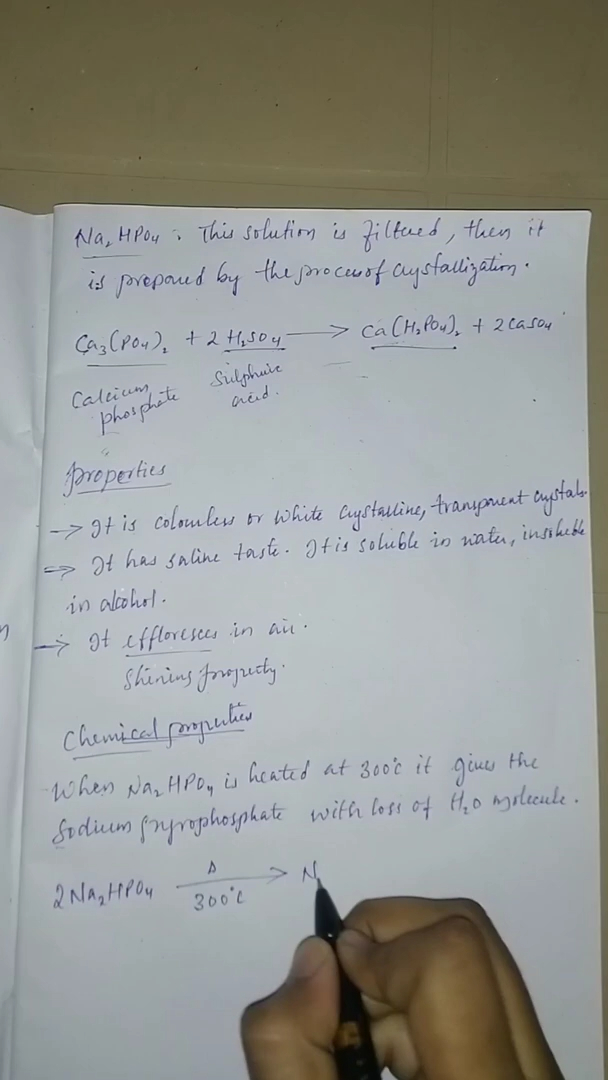 Na₂HPO₄. This solution is filtered, then it
is prepared by the process of crystallization.
Ca₃(PO₄)₂ + 2H₂SO₄ → Ca(H₂PO₄)₂ + 2CaSO₄
Calcium phosphate
Sulphuric acid.
Properties
→ It is colourless or white crystalline, transparent crystals.
⇒ It has saline taste. It is soluble in water, insoluble
in alcohol.
→ It effloresces in air.
Shining property.
Chemical properties
When Na₂HPO₄ is heated at 300°C it gives the
Sodium pyrophosphate with loss of H₂O molecule.
2Na₂HPO₄ Δ → N
300°C